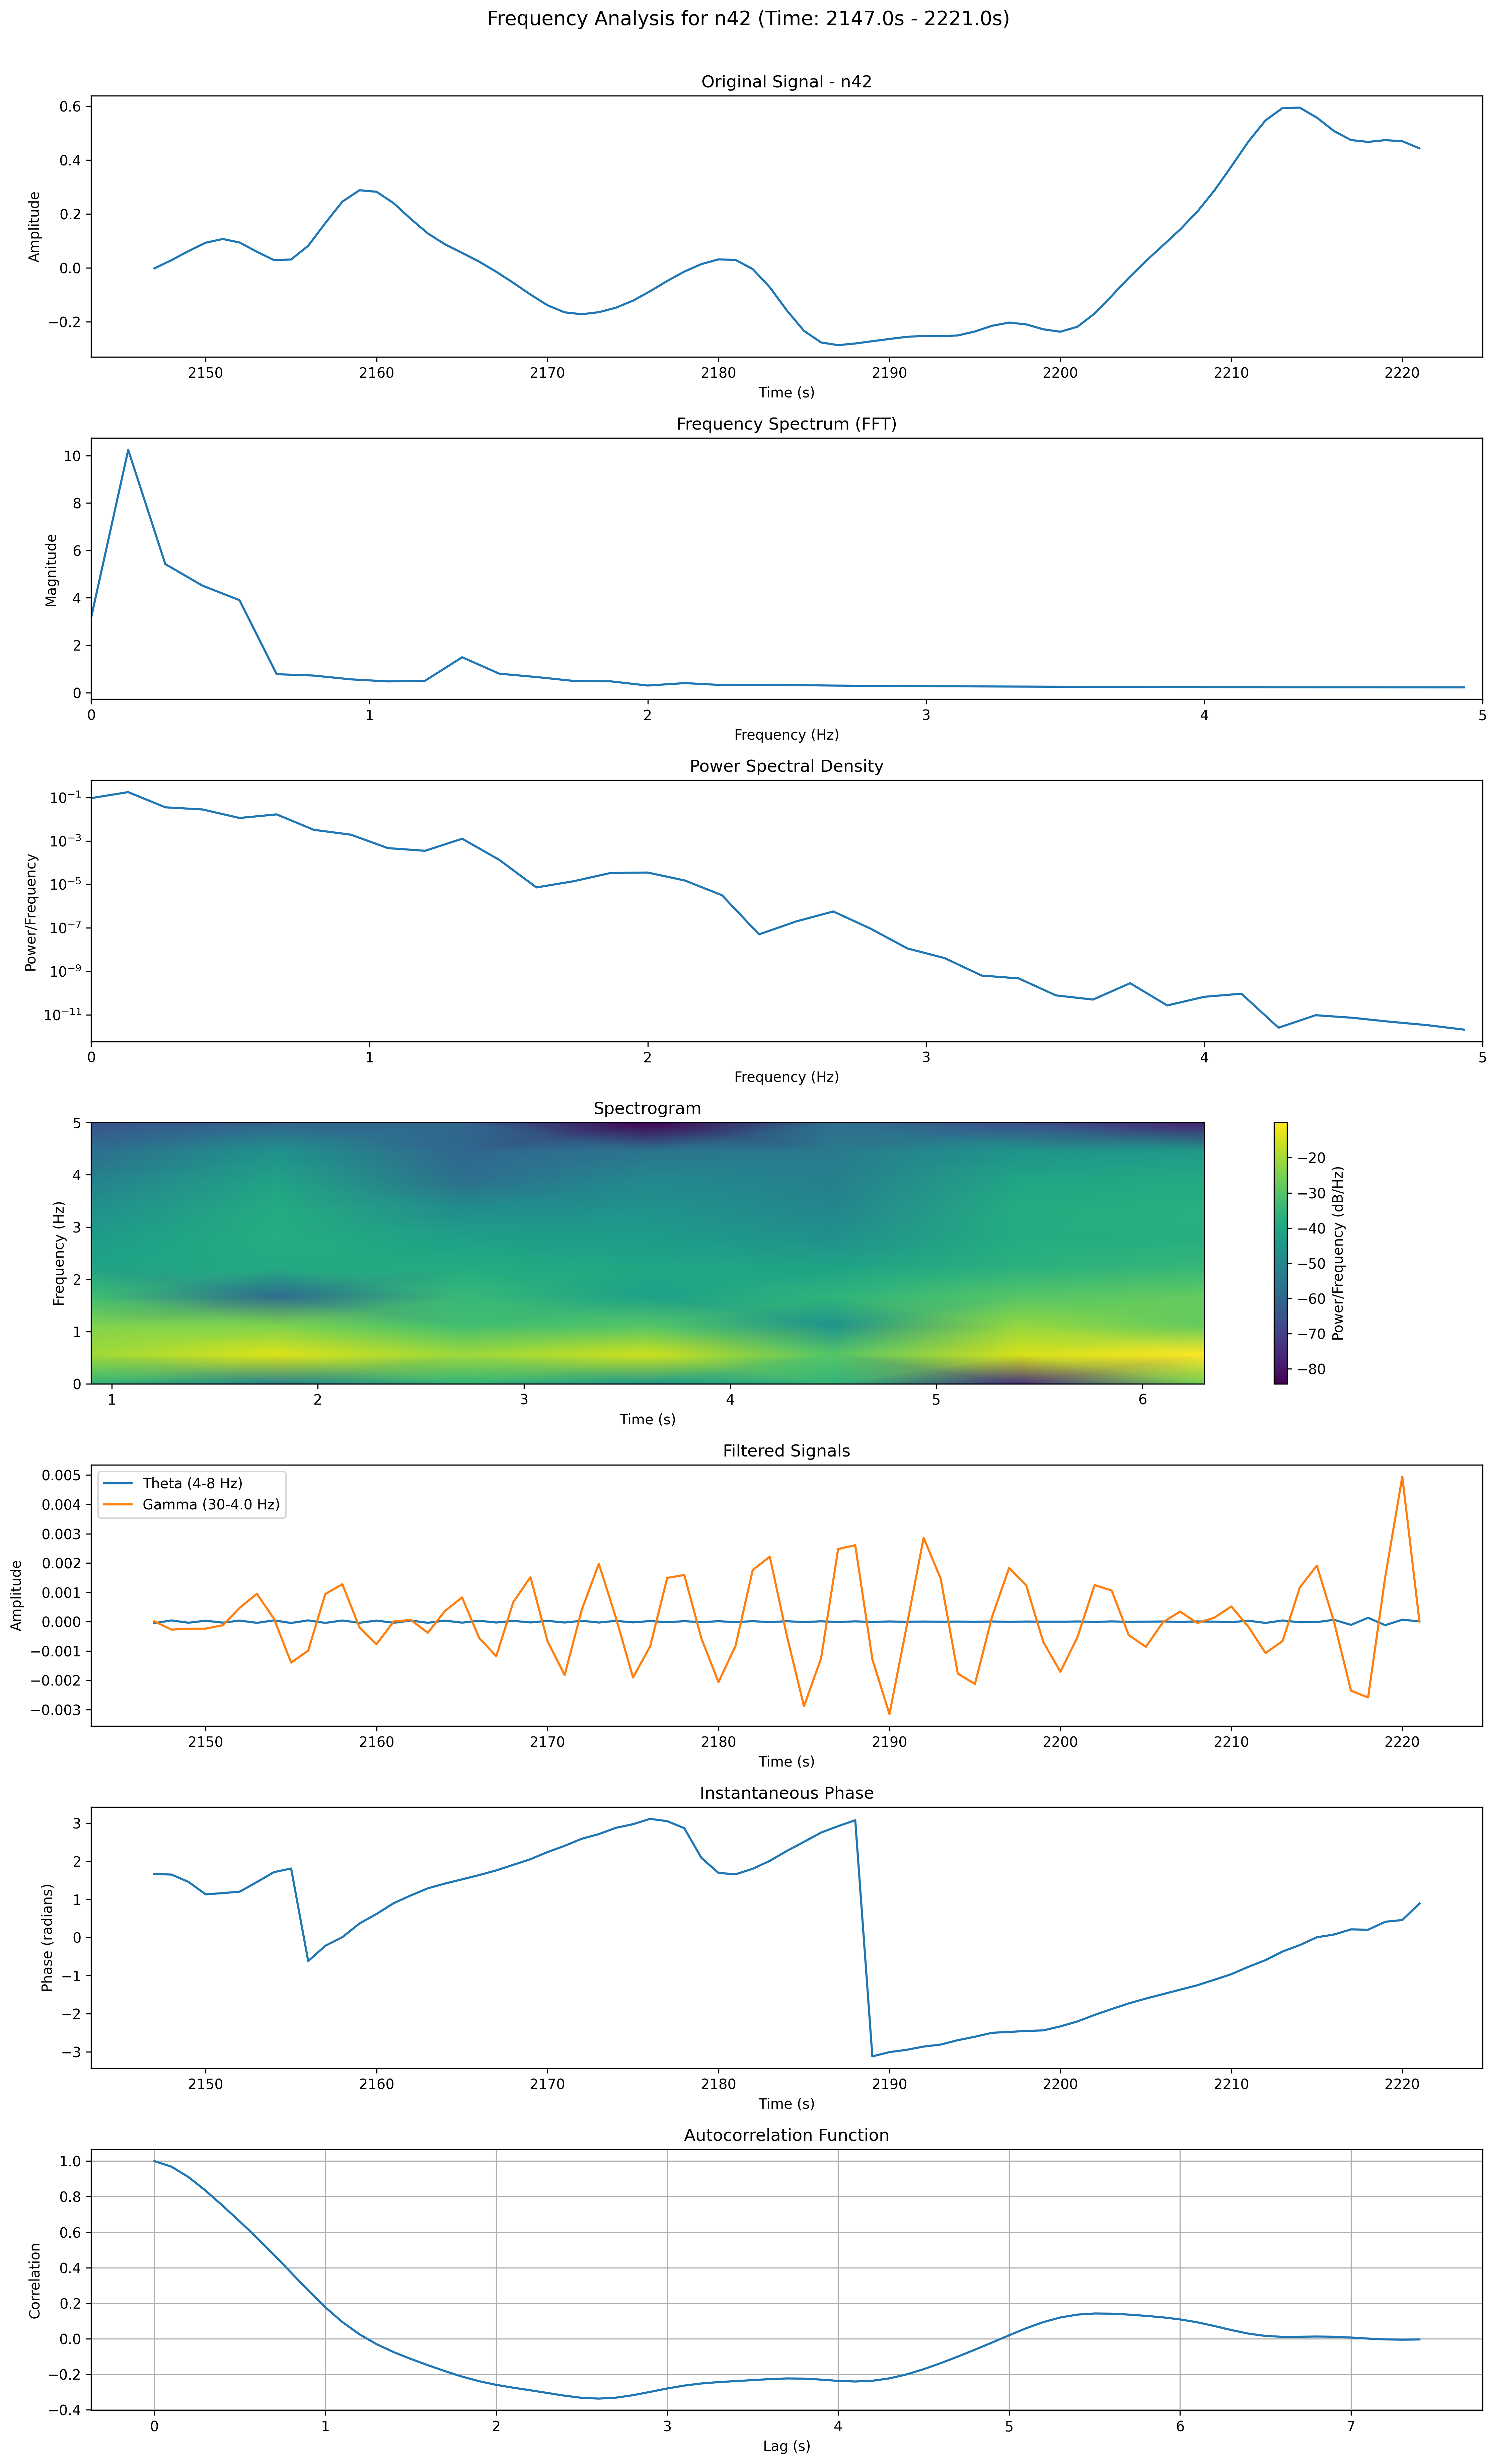 Frequency Analysis for n42 (Time: 2147.0s - 2221.0s)
Original Signal - n42
0.6
0.4
0.2
0.0
−0.2
Amplitude
2150 2160 2170 2180 2190 2200 2210 2220
Time (s)
Frequency Spectrum (FFT)
10
8
6
4
2
0
Magnitude
0 1 2 3 4 5
Frequency (Hz)
Power Spectral Density
10⁻¹
10⁻³
10⁻⁵
10⁻⁷
10⁻⁹
10⁻¹¹
Power/Frequency
0 1 2 3 4 5
Frequency (Hz)
Spectrogram
5
4
3
2
1
0
Frequency (Hz)
1 2 3 4 5 6
Time (s)
−20
−30
−40
−50
−60
−70
−80
Power/Frequency (dB/Hz)
Filtered Signals
Theta (4-8 Hz)
Gamma (30-4.0 Hz)
0.005
0.004
0.003
0.002
0.001
0.000
−0.001
−0.002
−0.003
Amplitude
2150 2160 2170 2180 2190 2200 2210 2220
Time (s)
Instantaneous Phase
3
2
1
0
−1
−2
−3
Phase (radians)
2150 2160 2170 2180 2190 2200 2210 2220
Time (s)
Autocorrelation Function
1.0
0.8
0.6
0.4
0.2
0.0
−0.2
−0.4
Correlation
0 1 2 3 4 5 6 7
Lag (s)